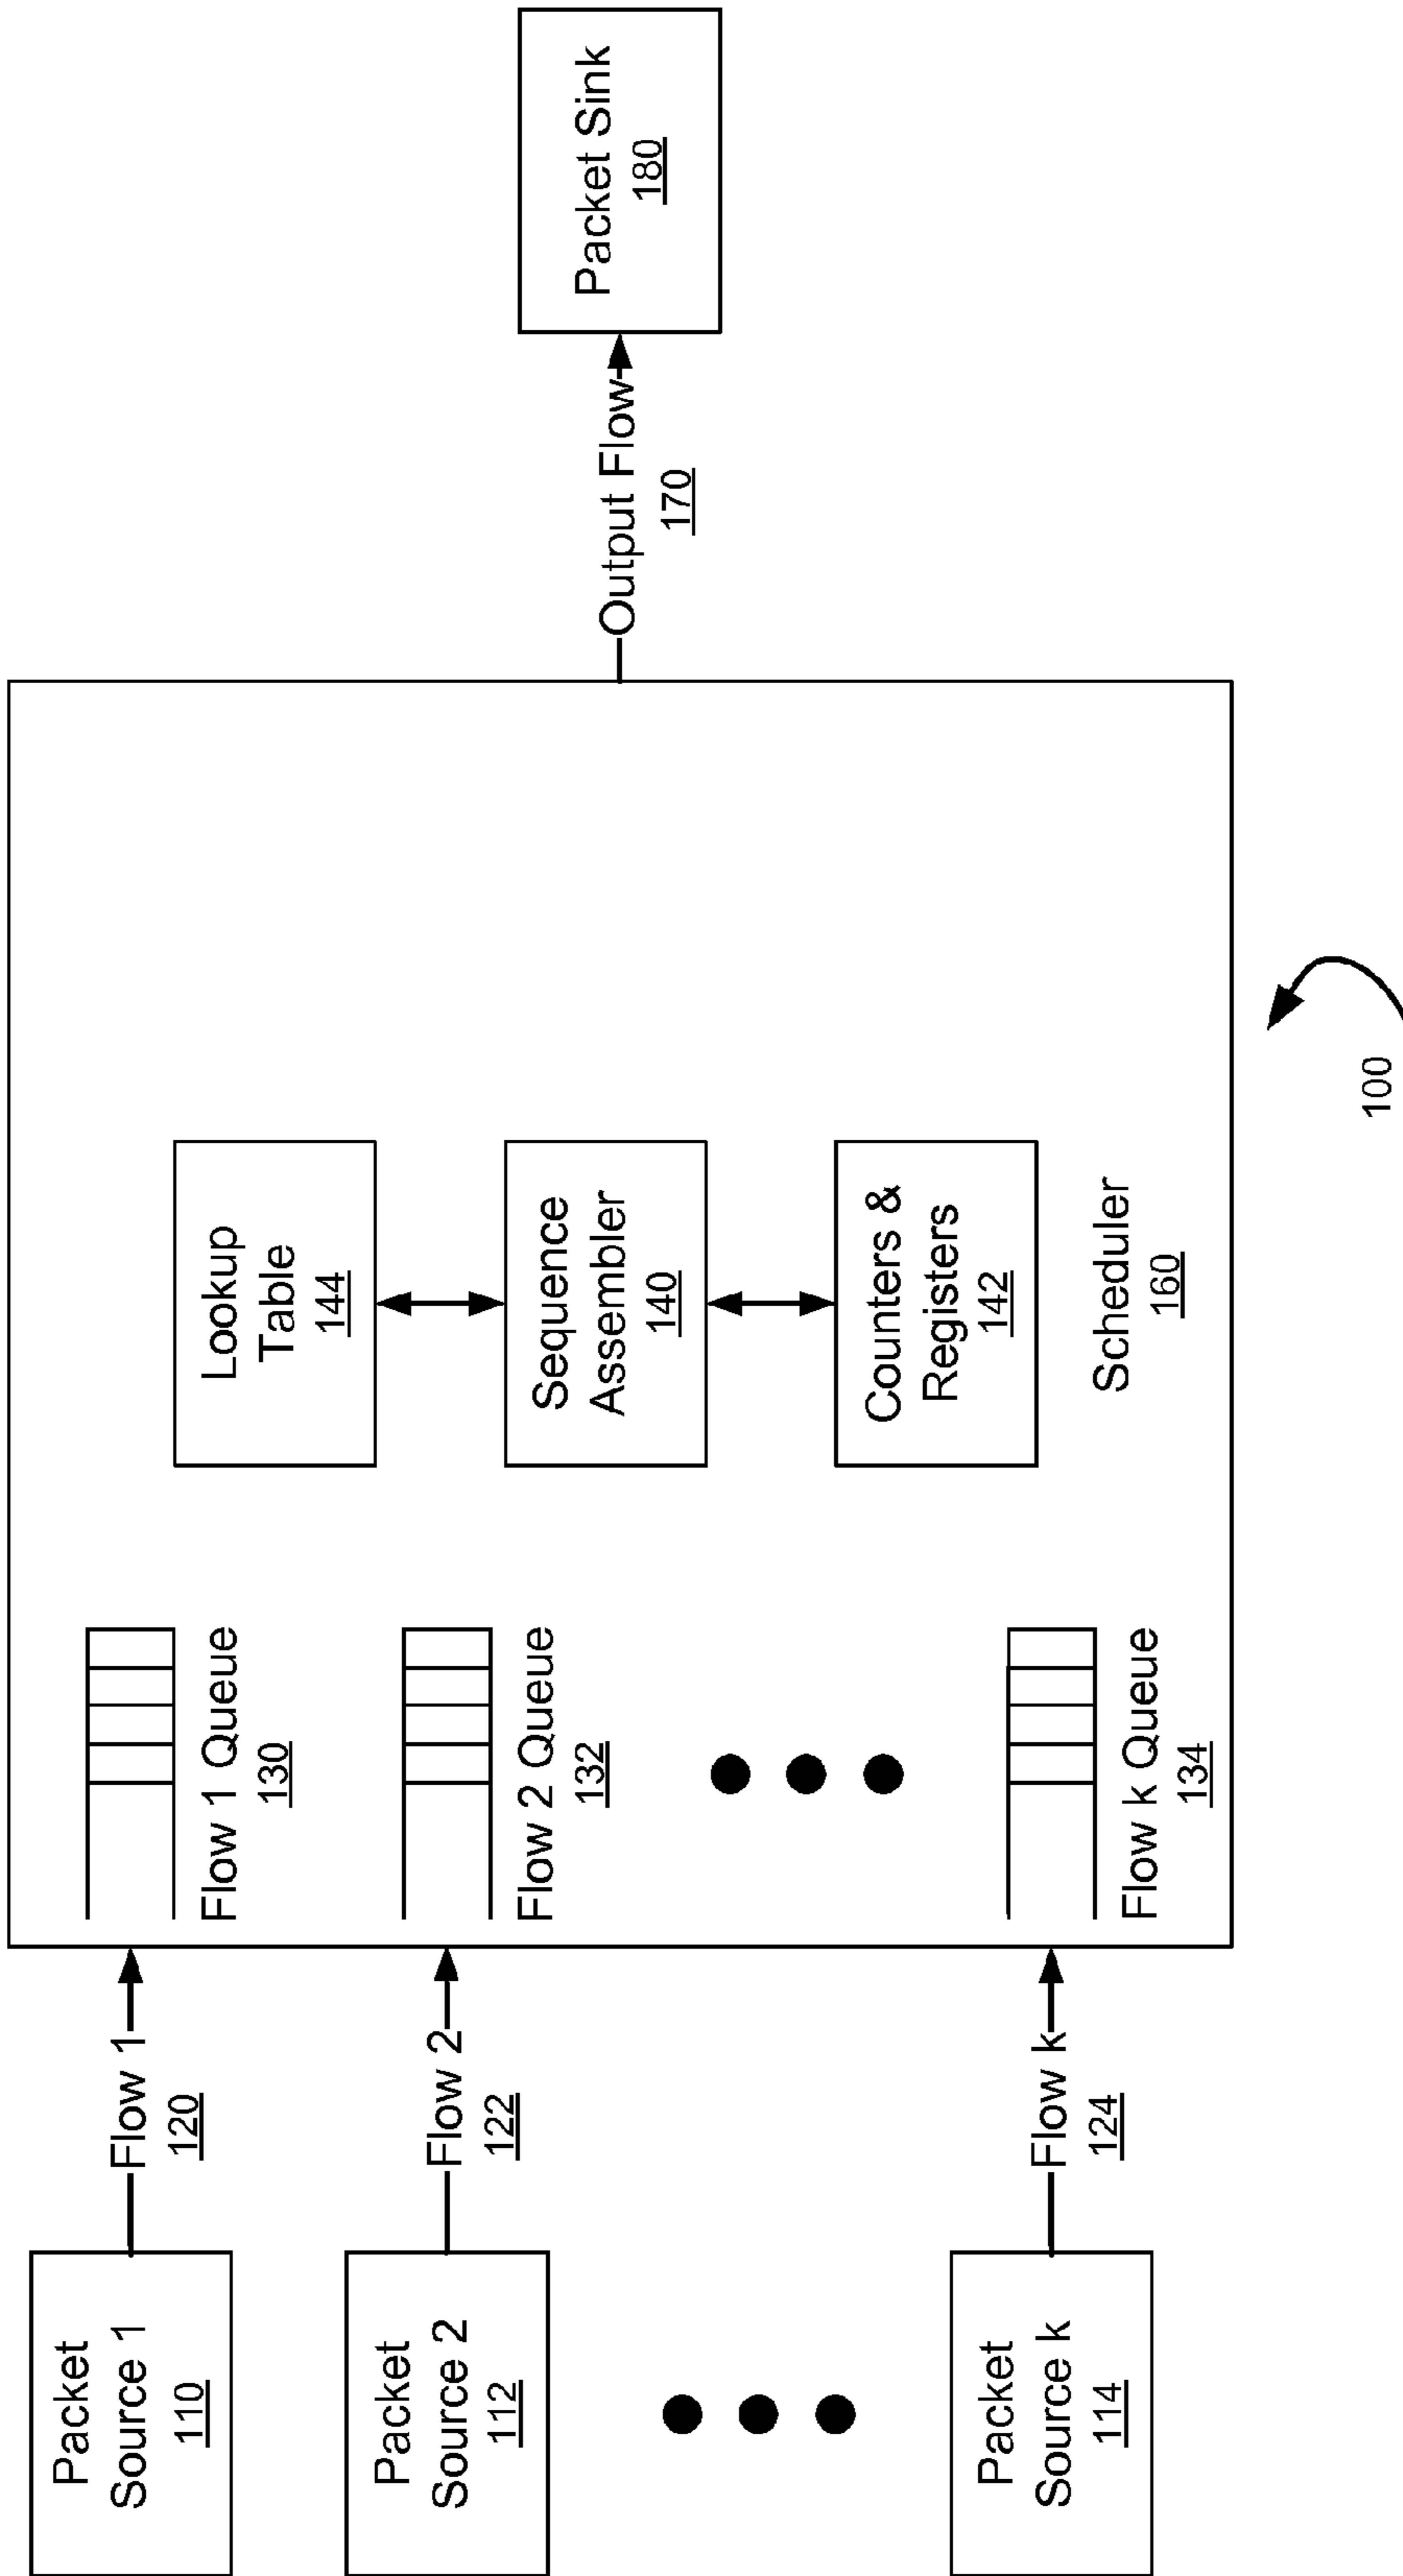 Packet
Source 1
110
Flow 1
120
Flow 1 Queue
130
Packet
Source 2
112
Flow 2
122
Flow 2 Queue
132
Packet
Source k
114
Flow k
124
Flow k Queue
134
Lookup
Table
144
Sequence
Assembler
140
Counters &
Registers
142
Scheduler
160
Output Flow
170
Packet Sink
180
100